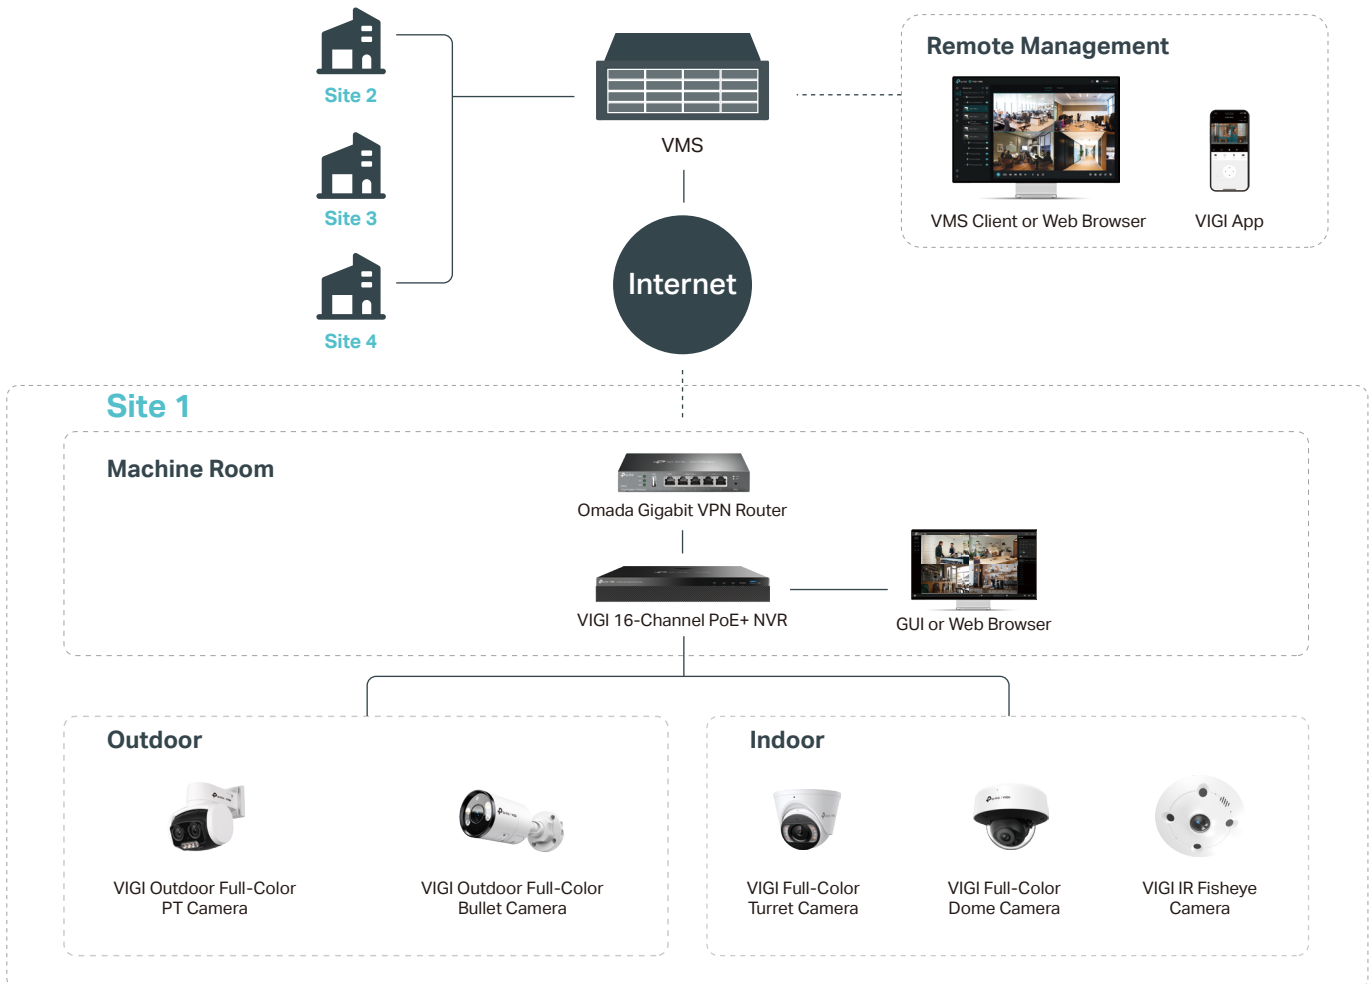 Site 2
Site 3
Site 4
VMS
Remote Management
VMS Client or Web Browser
VIGI App
Internet
Site 1
Machine Room
Omada Gigabit VPN Router
VIGI 16-Channel PoE+ NVR
GUI or Web Browser
Outdoor
VIGI Outdoor Full-Color
PT Camera
VIGI Outdoor Full-Color
Bullet Camera
Indoor
VIGI Full-Color
Turret Camera
VIGI Full-Color
Dome Camera
VIGI IR Fisheye
Camera